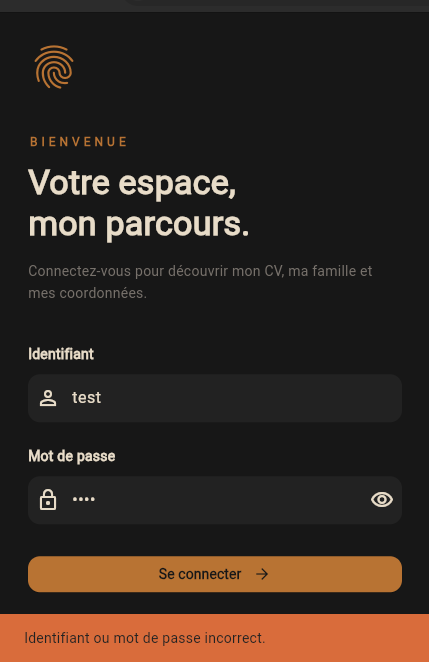 BIENVENUE
Votre espace,
mon parcours.
Connectez-vous pour découvrir mon CV, ma famille et
mes coordonnées.
Identifiant
test
Mot de passe
••••
Se connecter →
Identifiant ou mot de passe incorrect.